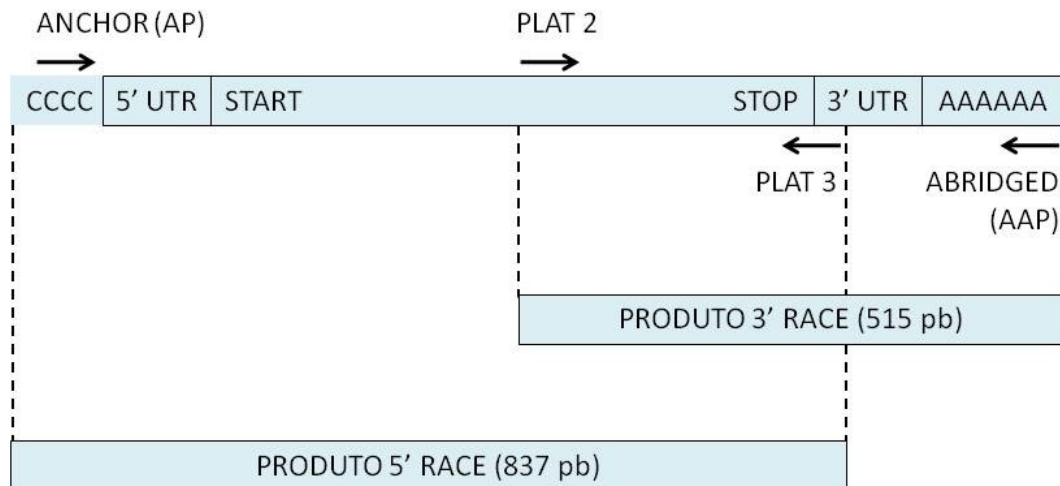 ANCHOR (AP)
PLAT 2
CCCC
5' UTR
START
STOP
3' UTR
AAAAAA
PLAT 3
ABRIDGED
(AAP)
PRODUTO 3' RACE (515 pb)
PRODUTO 5' RACE (837 pb)